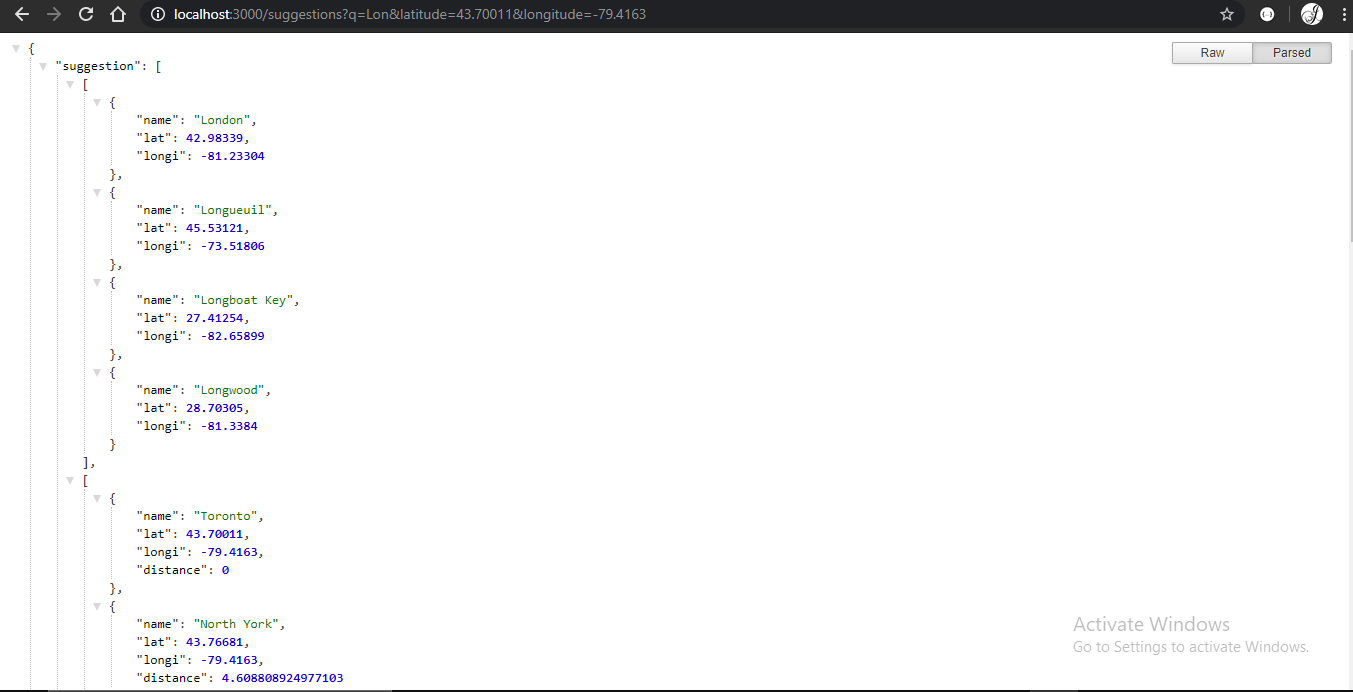 localhost:3000/suggestions?q=Lon&latitude=43.70011&longitude=-79.4163
Raw Parsed
{
"suggestion": [
[
{
"name": "London",
"lat": 42.98339,
"longi": -81.23304
},
{
"name": "Longueuil",
"lat": 45.53121,
"longi": -73.51806
},
{
"name": "Longboat Key",
"lat": 27.41254,
"longi": -82.65899
},
{
"name": "Longwood",
"lat": 28.70305,
"longi": -81.3384
}
],
[
{
"name": "Toronto",
"lat": 43.70011,
"longi": -79.4163,
"distance": 0
},
{
"name": "North York",
"lat": 43.76681,
"longi": -79.4163,
"distance": 4.608808924977103
Activate Windows
Go to Settings to activate Windows.